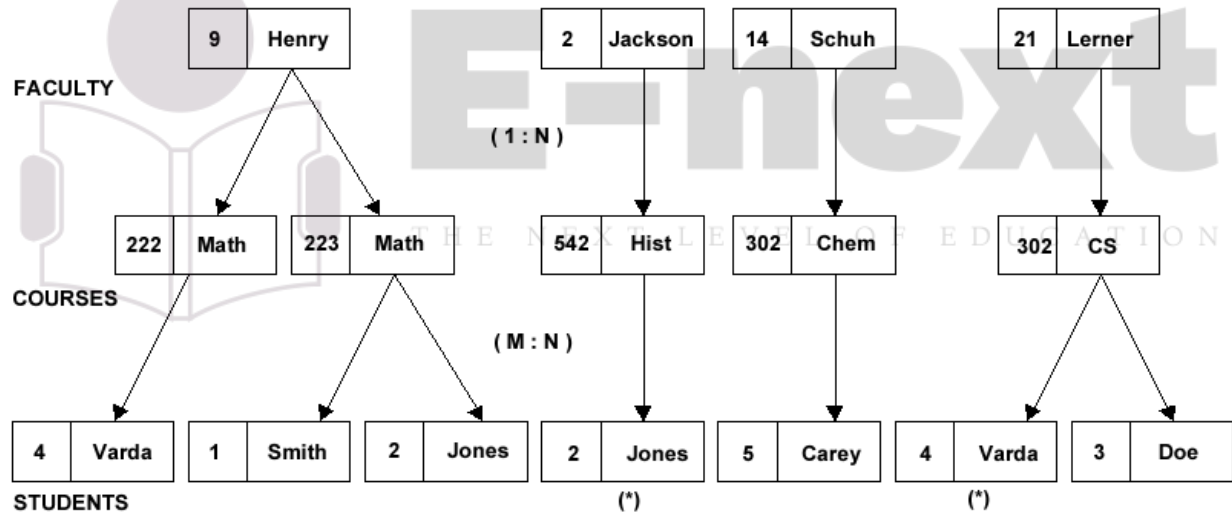 9 Henry 2 Jackson 14 Schuh 21 Lerner
E-next
FACULTY
( 1 : N )
222 Math 223 Math 542 Hist 302 Chem 302 CS
THE NEXT LEVEL OF EDUCATION
COURSES
( M : N )
4 Varda 1 Smith 2 Jones 2 Jones 5 Carey 4 Varda 3 Doe
STUDENTS (*) (*)